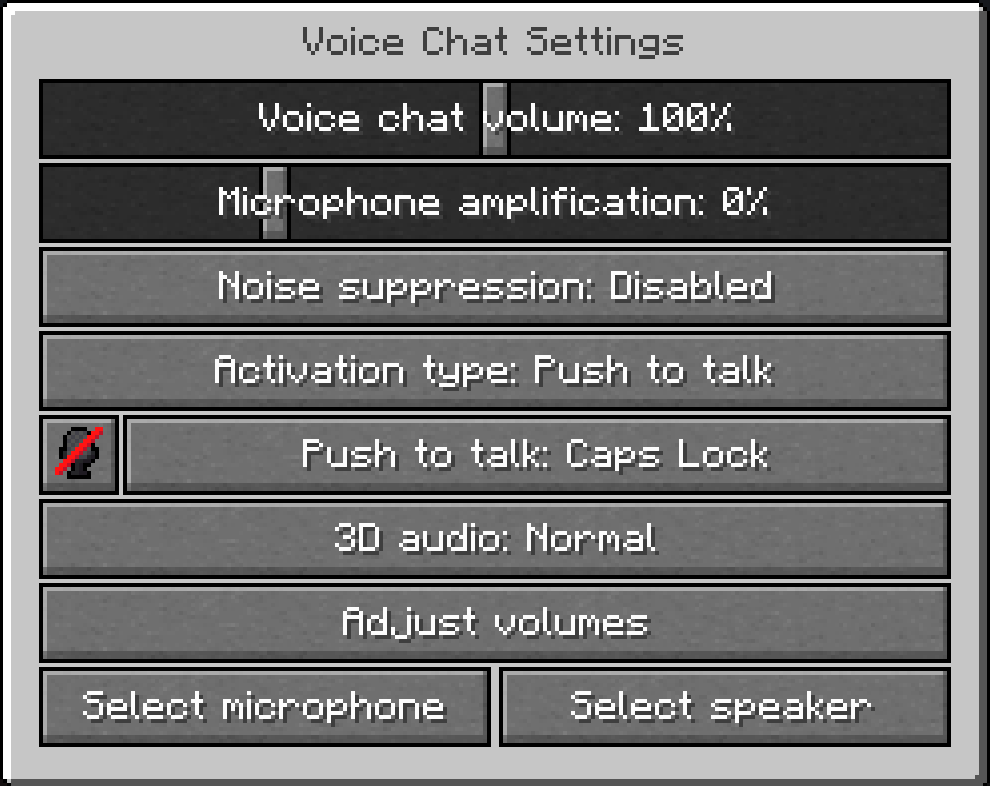 Voice Chat Settings
Voice chat volume: 100%
Microphone amplification: 0%
Noise suppression: Disabled
Activation type: Push to talk
Push to talk: Caps Lock
3D audio: Normal
Adjust volumes
Select microphone
Select speaker